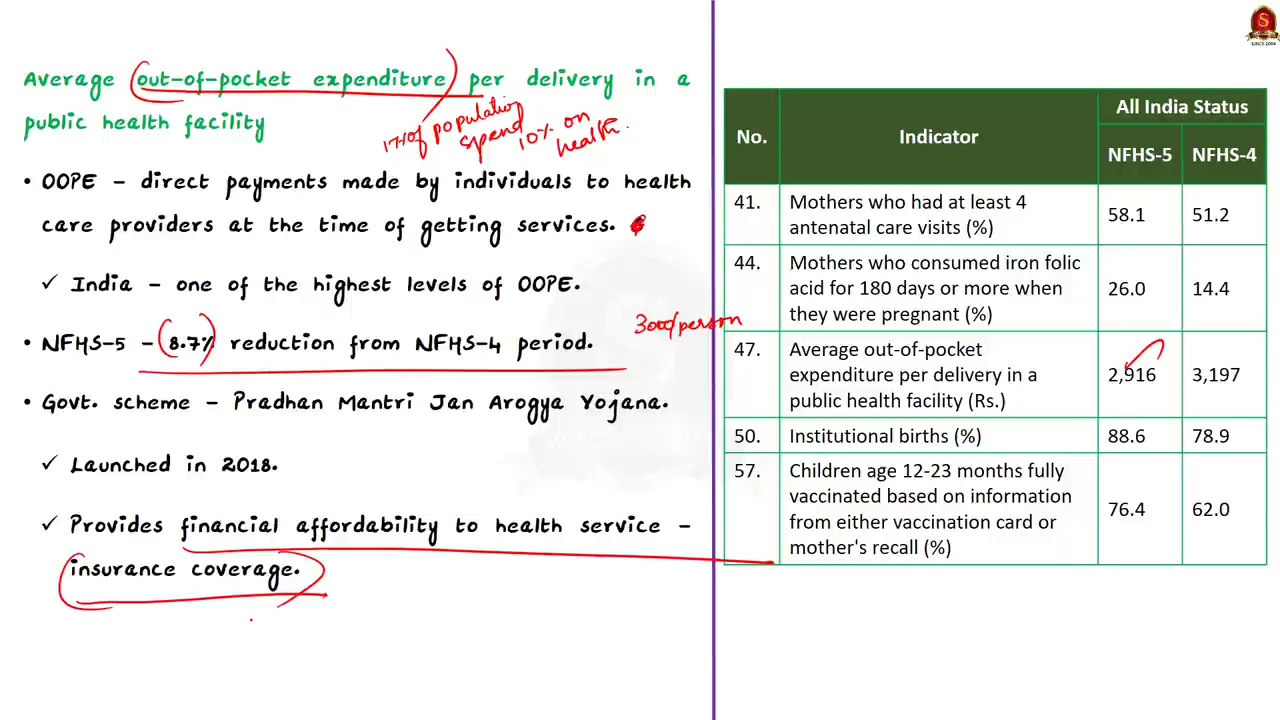 Average out-of-pocket expenditure per delivery in a
public health facility
17% of population
spend 10% on
health.
• OOPE - direct payments made by individuals to health
care providers at the time of getting services.
✓ India - one of the highest levels of OOPE.
3000/person
• NFHS-5 - 8.7% reduction from NFHS-4 period.
• Govt. scheme - Pradhan Mantri Jan Arogya Yojana.
✓ Launched in 2018.
✓ Provides financial affordability to health service -
insurance coverage.
No. Indicator All India Status
NFHS-5 NFHS-4
41. Mothers who had at least 4
antenatal care visits (%) 58.1 51.2
44. Mothers who consumed iron folic
acid for 180 days or more when 26.0 14.4
they were pregnant (%)
47. Average out-of-pocket
expenditure per delivery in a 2,916 3,197
public health facility (Rs.)
50. Institutional births (%) 88.6 78.9
57. Children age 12-23 months fully
vaccinated based on information
from either vaccination card or 76.4 62.0
mother's recall (%)
SINCE 2004